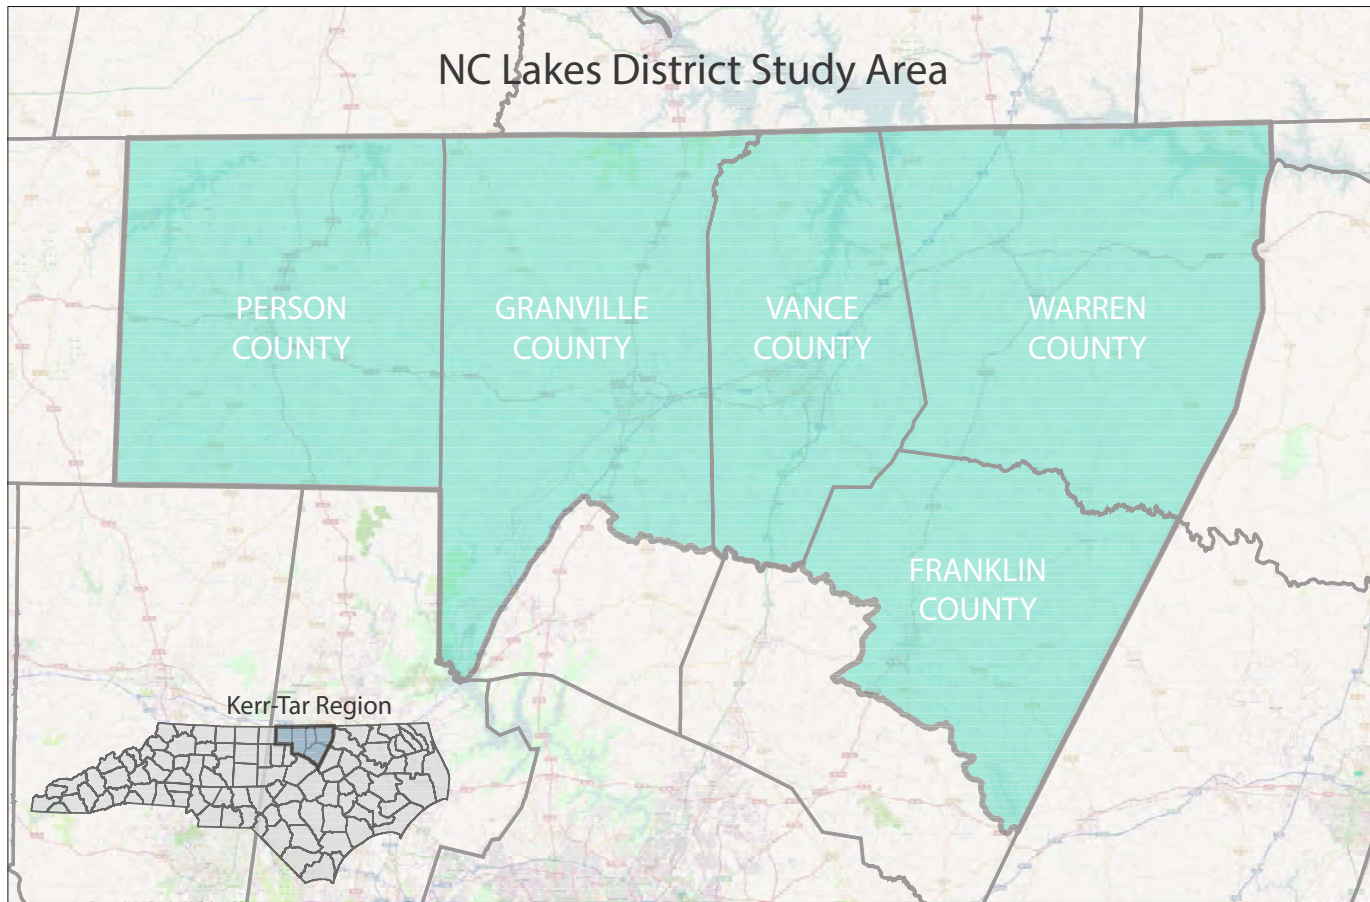 NC Lakes District Study Area
PERSON
COUNTY
GRANVILLE
COUNTY
VANCE
COUNTY
WARREN
COUNTY
FRANKLIN
COUNTY
Kerr-Tar Region